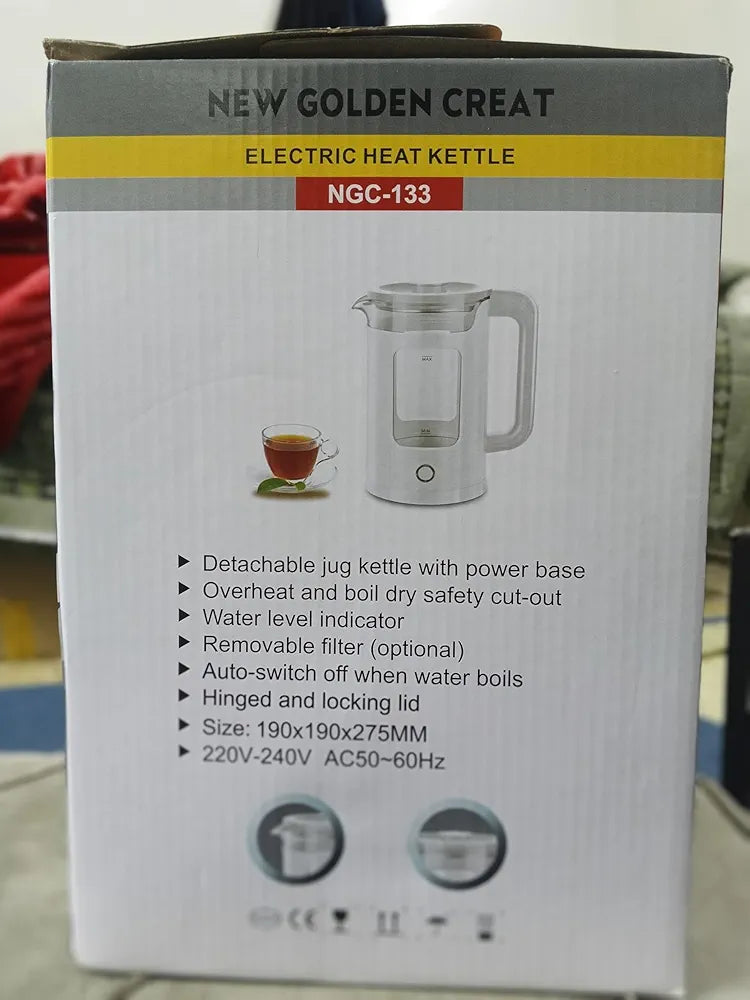 NEW GOLDEN CREAT
ELECTRIC HEAT KETTLE
NGC-133
MAX
Detachable jug kettle with power base
Overheat and boil dry safety cut-out
Water level indicator
Removable filter (optional)
Auto-switch off when water boils
Hinged and locking lid
Size: 190x190x275MM
220V-240V AC50~60Hz
CE